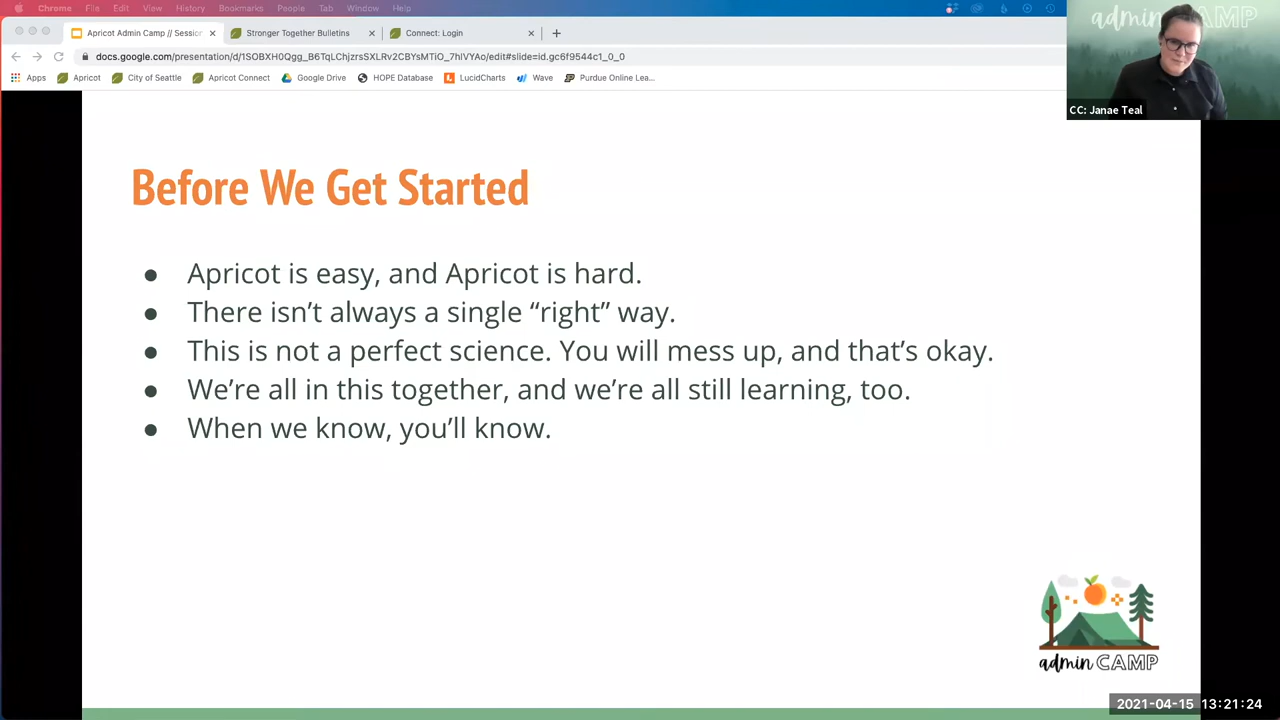 Chrome File Edit View History Bookmarks People Tab Window Help
Apricot Admin Camp // Session
Stronger Together Bulletins
Connect: Login
docs.google.com/presentation/d/1SOBXH0Qgg_B6TqLChjzrsSXLRv2CBYsMTiO_7hlVYAo/edit#slide=id.gc6f9544c1_0_0
Apps Apricot City of Seattle Apricot Connect Google Drive HOPE Database LucidCharts Wave Purdue Online Lea...
admin CAMP
CC: Janae Teal
Before We Get Started
● Apricot is easy, and Apricot is hard.
● There isn’t always a single “right” way.
● This is not a perfect science. You will mess up, and that’s okay.
● We’re all in this together, and we’re all still learning, too.
● When we know, you’ll know.
admin CAMP
2021-04-15 13:21:24